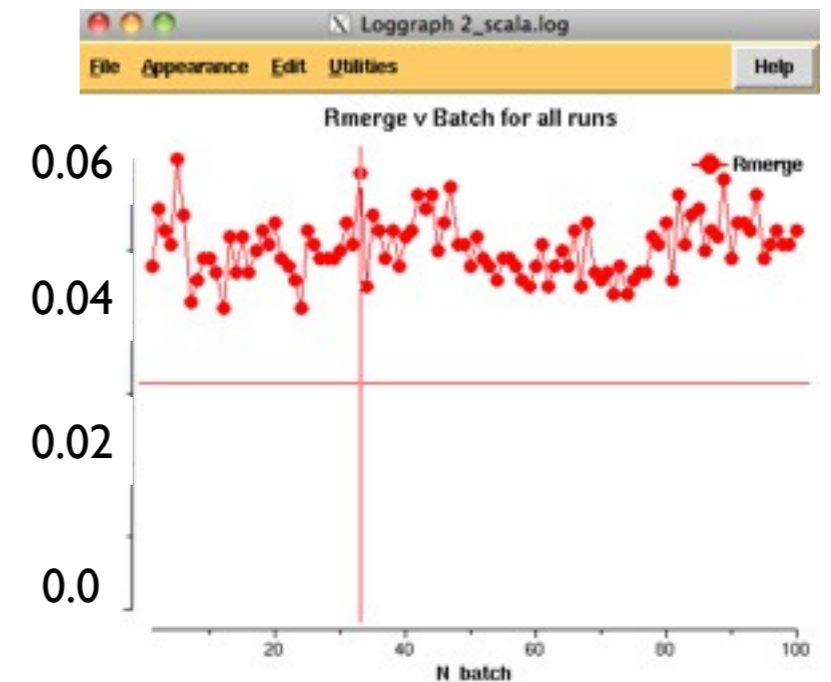 X Loggraph 2_scala.log
File Appearance Edit Utilities Help
Rmerge v Batch for all runs
Rmerge
0.06
0.04
0.02
0.0
20 40 60 80 100
N_batch